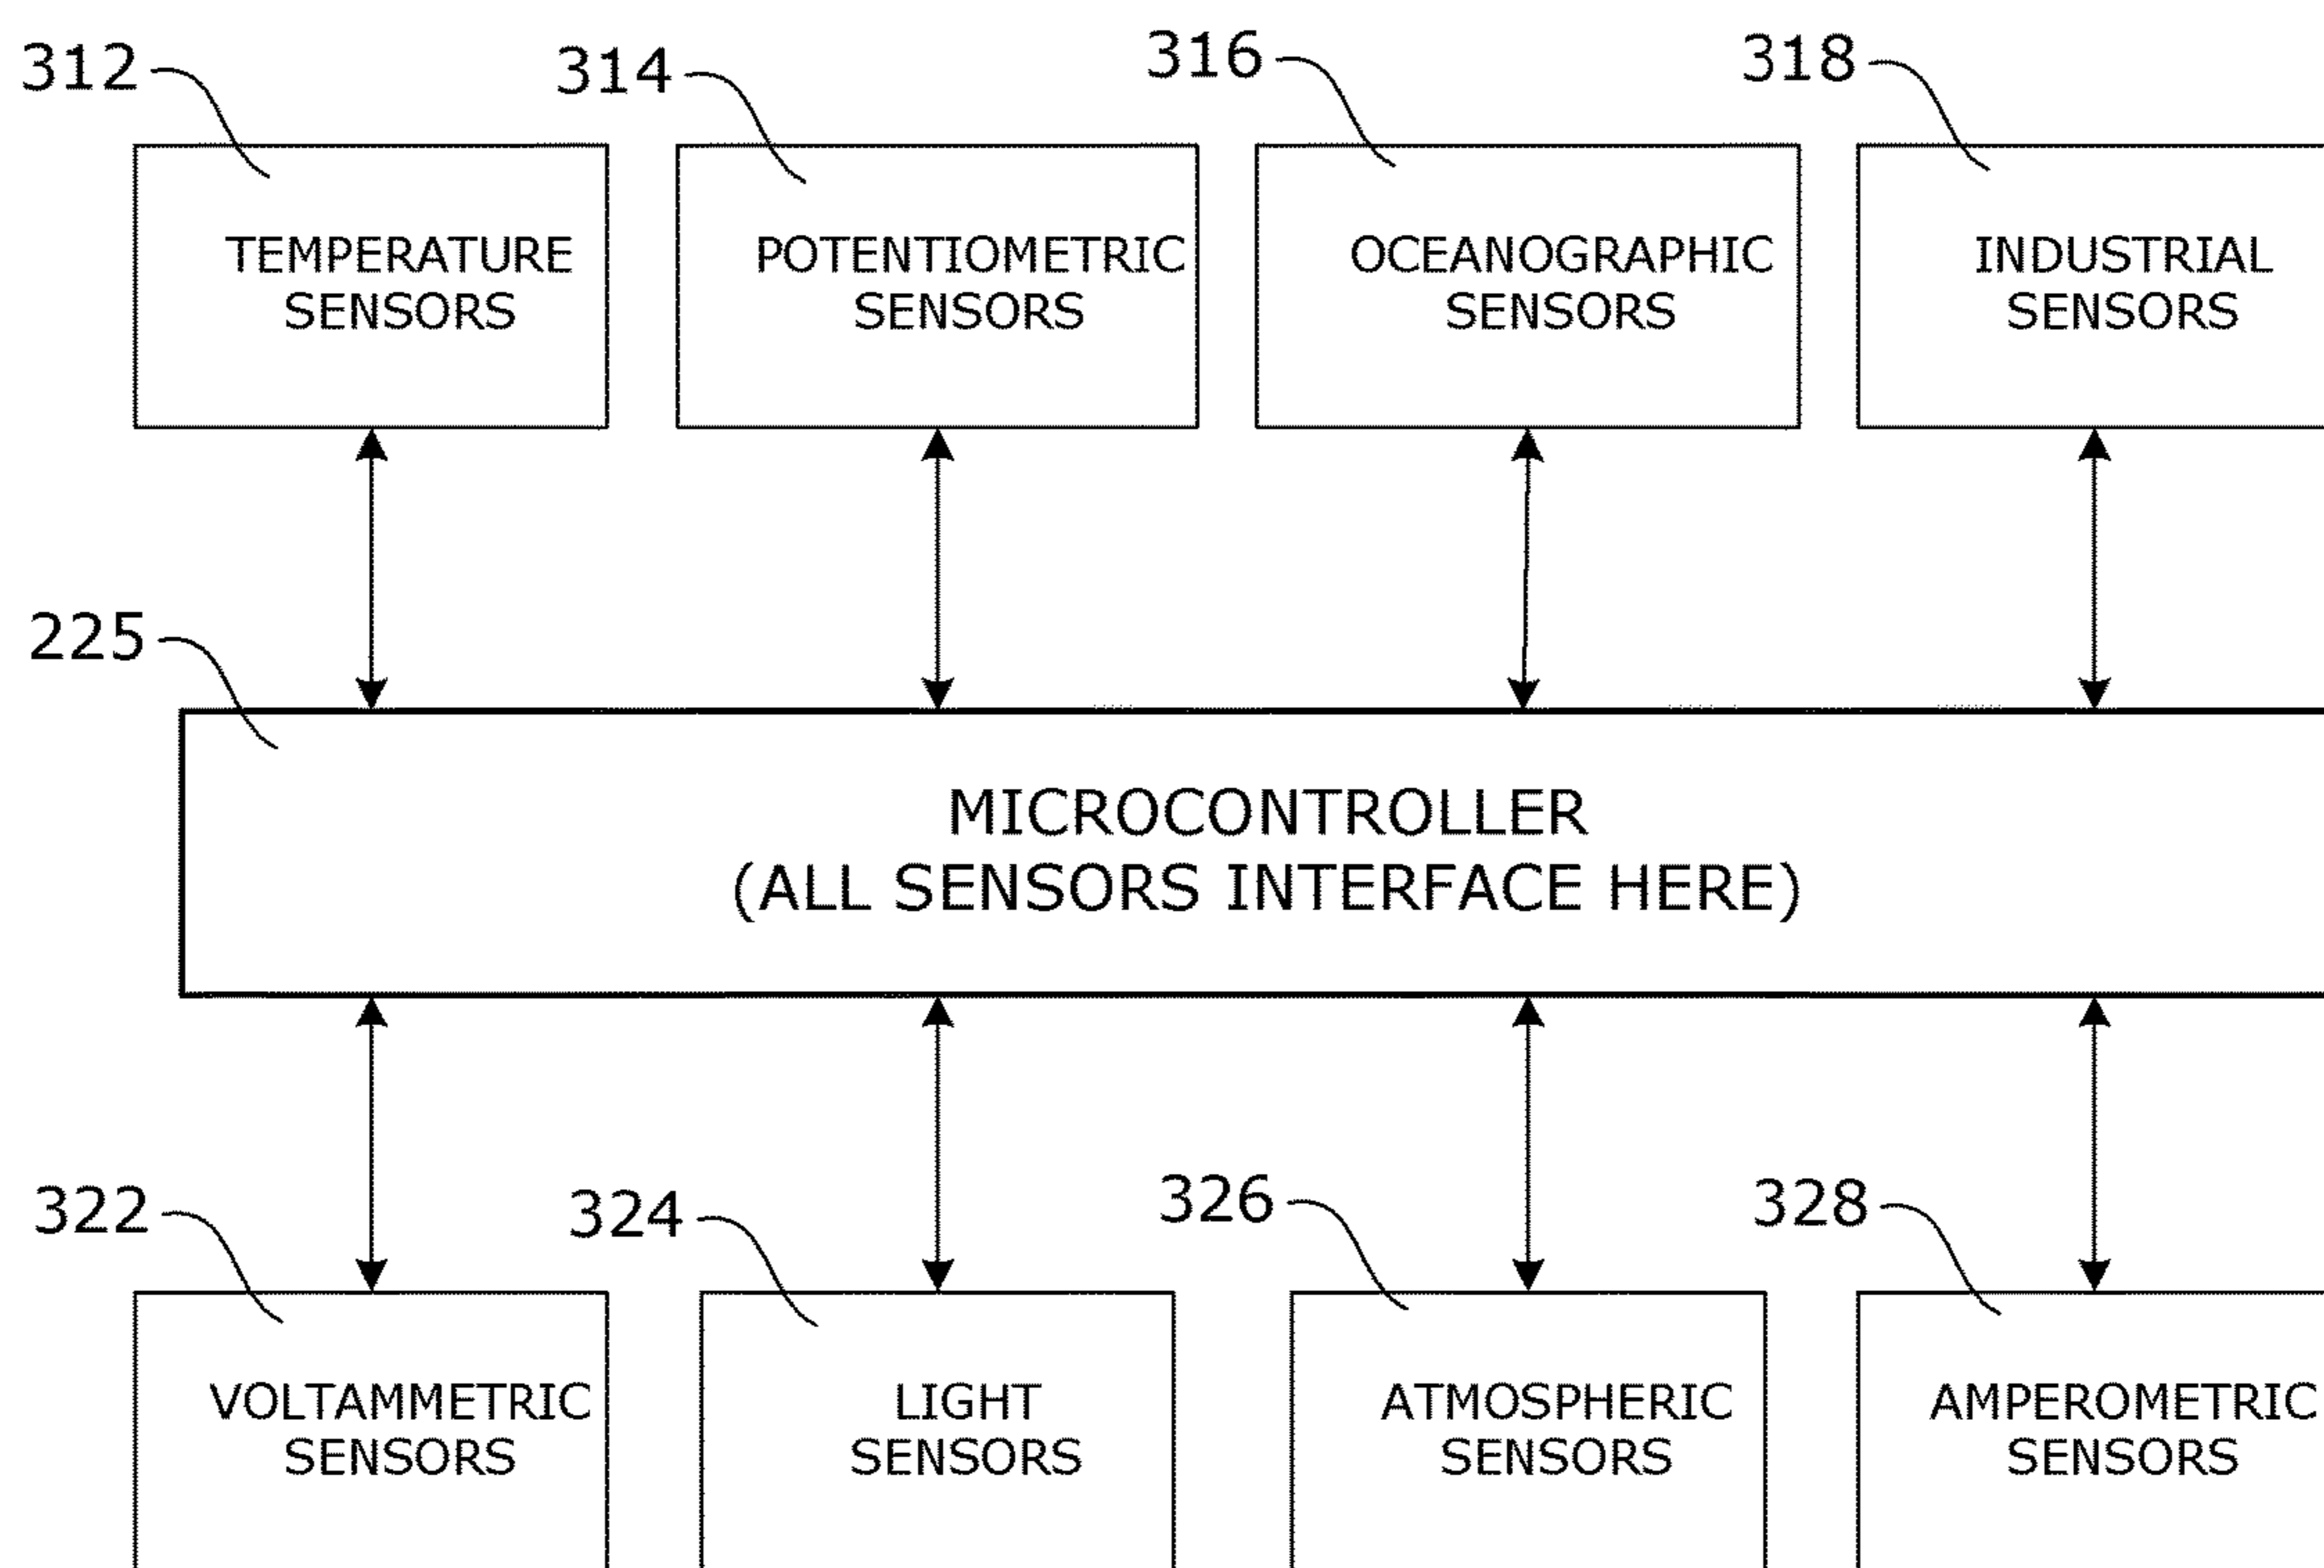 312
314
316
318
TEMPERATURE
SENSORS
POTENTIOMETRIC
SENSORS
OCEANOGRAPHIC
SENSORS
INDUSTRIAL
SENSORS
225
MICROCONTROLLER
(ALL SENSORS INTERFACE HERE)
322
324
326
328
VOLTAMMETRIC
SENSORS
LIGHT
SENSORS
ATMOSPHERIC
SENSORS
AMPEROMETRIC
SENSORS